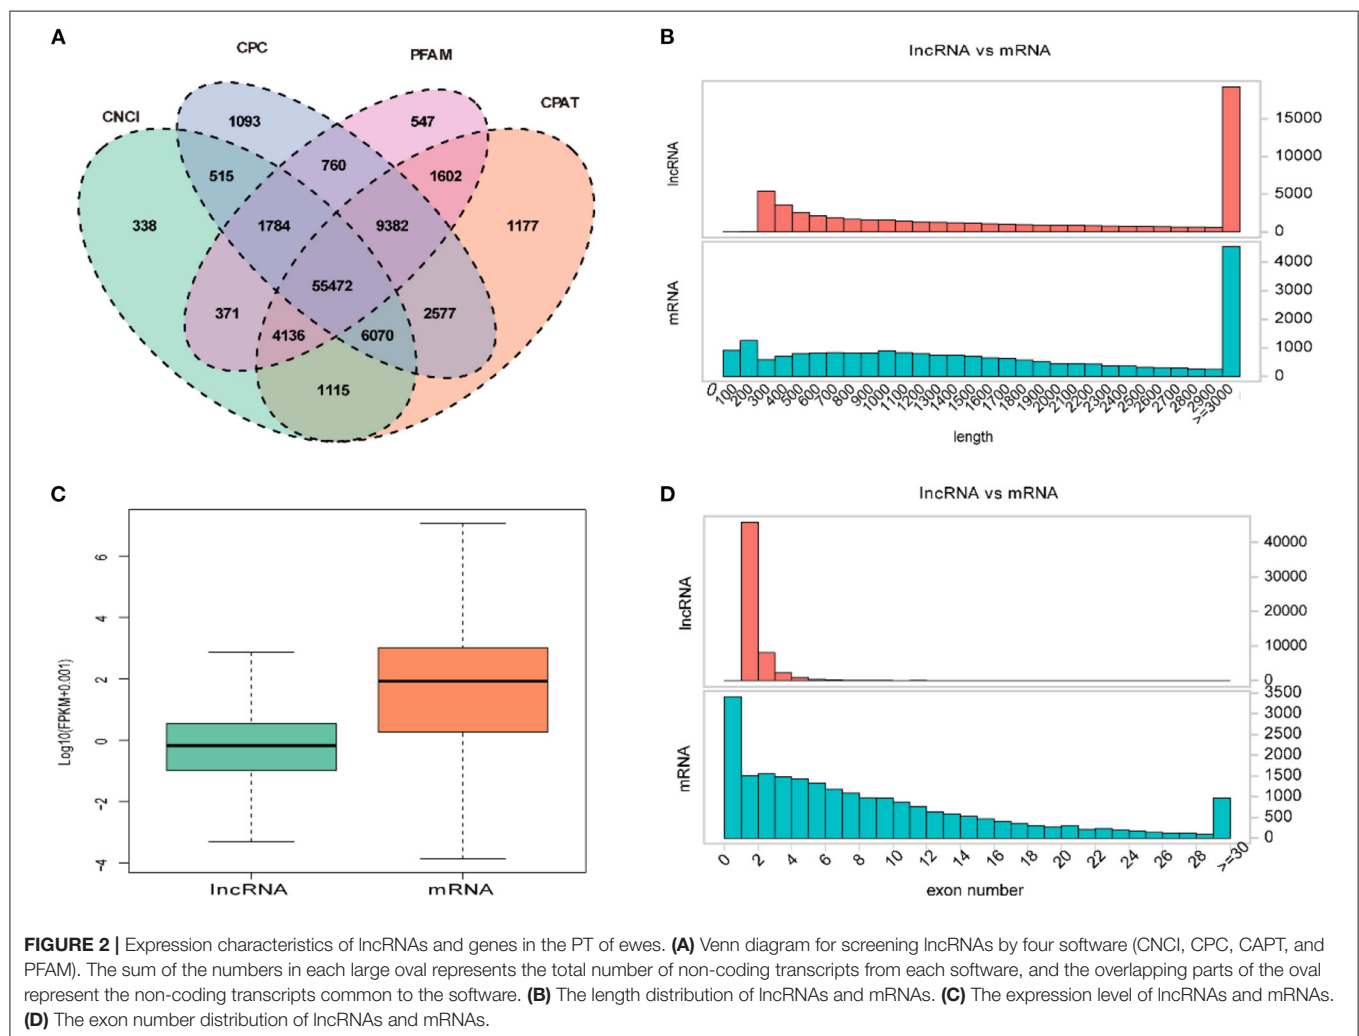 A
CPC
PFAM
CNCI
CPAT
1093
547
515
760
1602
338
1784
9382
1177
55472
371
2577
4136
6070
1115
B
lncRNA vs mRNA
lncRNA
15000
10000
5000
0
mRNA
4000
3000
2000
1000
0
0 100 200 300 400 500 600 700 800 900 1000 1100 1200 1300 1400 1500 1600 1700 1800 1900 2000 2100 2200 2300 2400 2500 2600 2700 2800 2900 >=3000
length
C
Log10(FPKM+0.001)
6
4
2
0
-2
-4
lncRNA mRNA
D
lncRNA vs mRNA
lncRNA
40000
30000
20000
10000
0
mRNA
3500
3000
2500
2000
1500
1000
500
0
0 2 4 6 8 10 12 14 16 18 20 22 24 26 28 >=30
exon number
FIGURE 2 | Expression characteristics of lncRNAs and genes in the PT of ewes. (A) Venn diagram for screening lncRNAs by four software (CNCI, CPC, CAPT, and
PFAM). The sum of the numbers in each large oval represents the total number of non-coding transcripts from each software, and the overlapping parts of the oval
represent the non-coding transcripts common to the software. (B) The length distribution of lncRNAs and mRNAs. (C) The expression level of lncRNAs and mRNAs.
(D) The exon number distribution of lncRNAs and mRNAs.